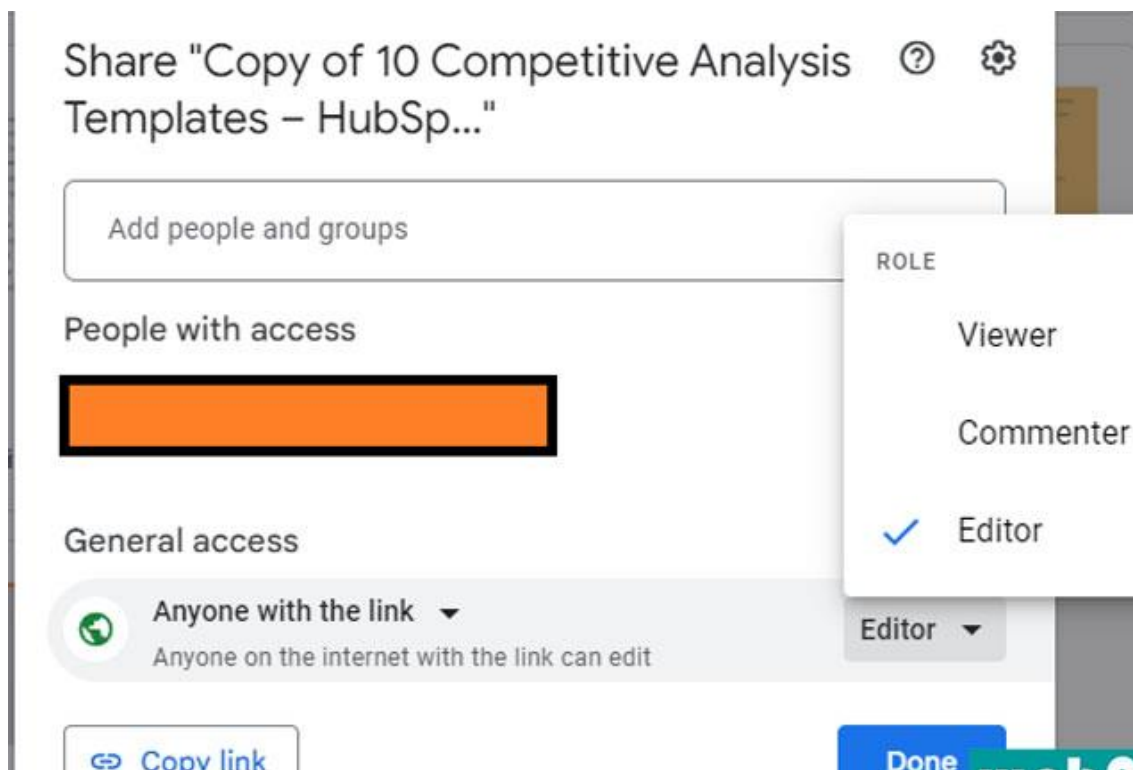 Share "Copy of 10 Competitive Analysis
Templates – HubSp..."
Add people and groups
ROLE
Viewer
Commenter
Editor
People with access
General access
Anyone with the link
Anyone on the internet with the link can edit
Editor
Copy link
Done